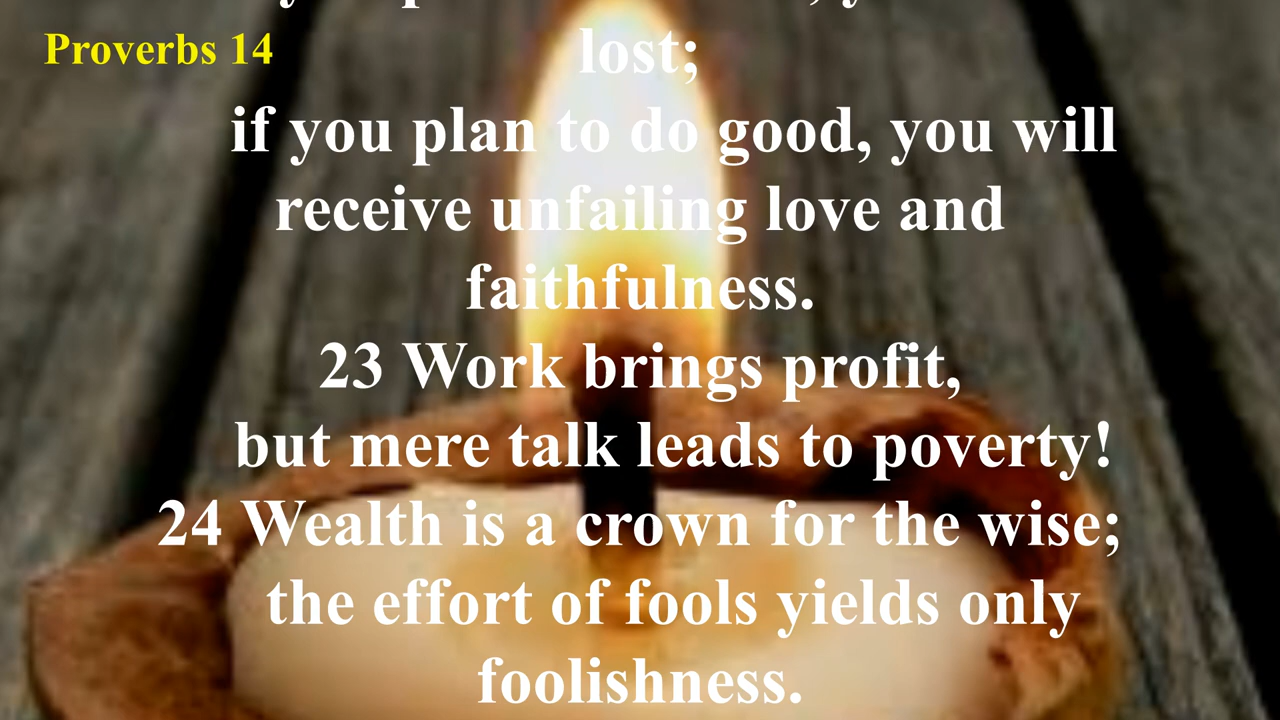 Proverbs 14
lost;
if you plan to do good, you will
receive unfailing love and
faithfulness.
23 Work brings profit,
but mere talk leads to poverty!
24 Wealth is a crown for the wise;
the effort of fools yields only
foolishness.